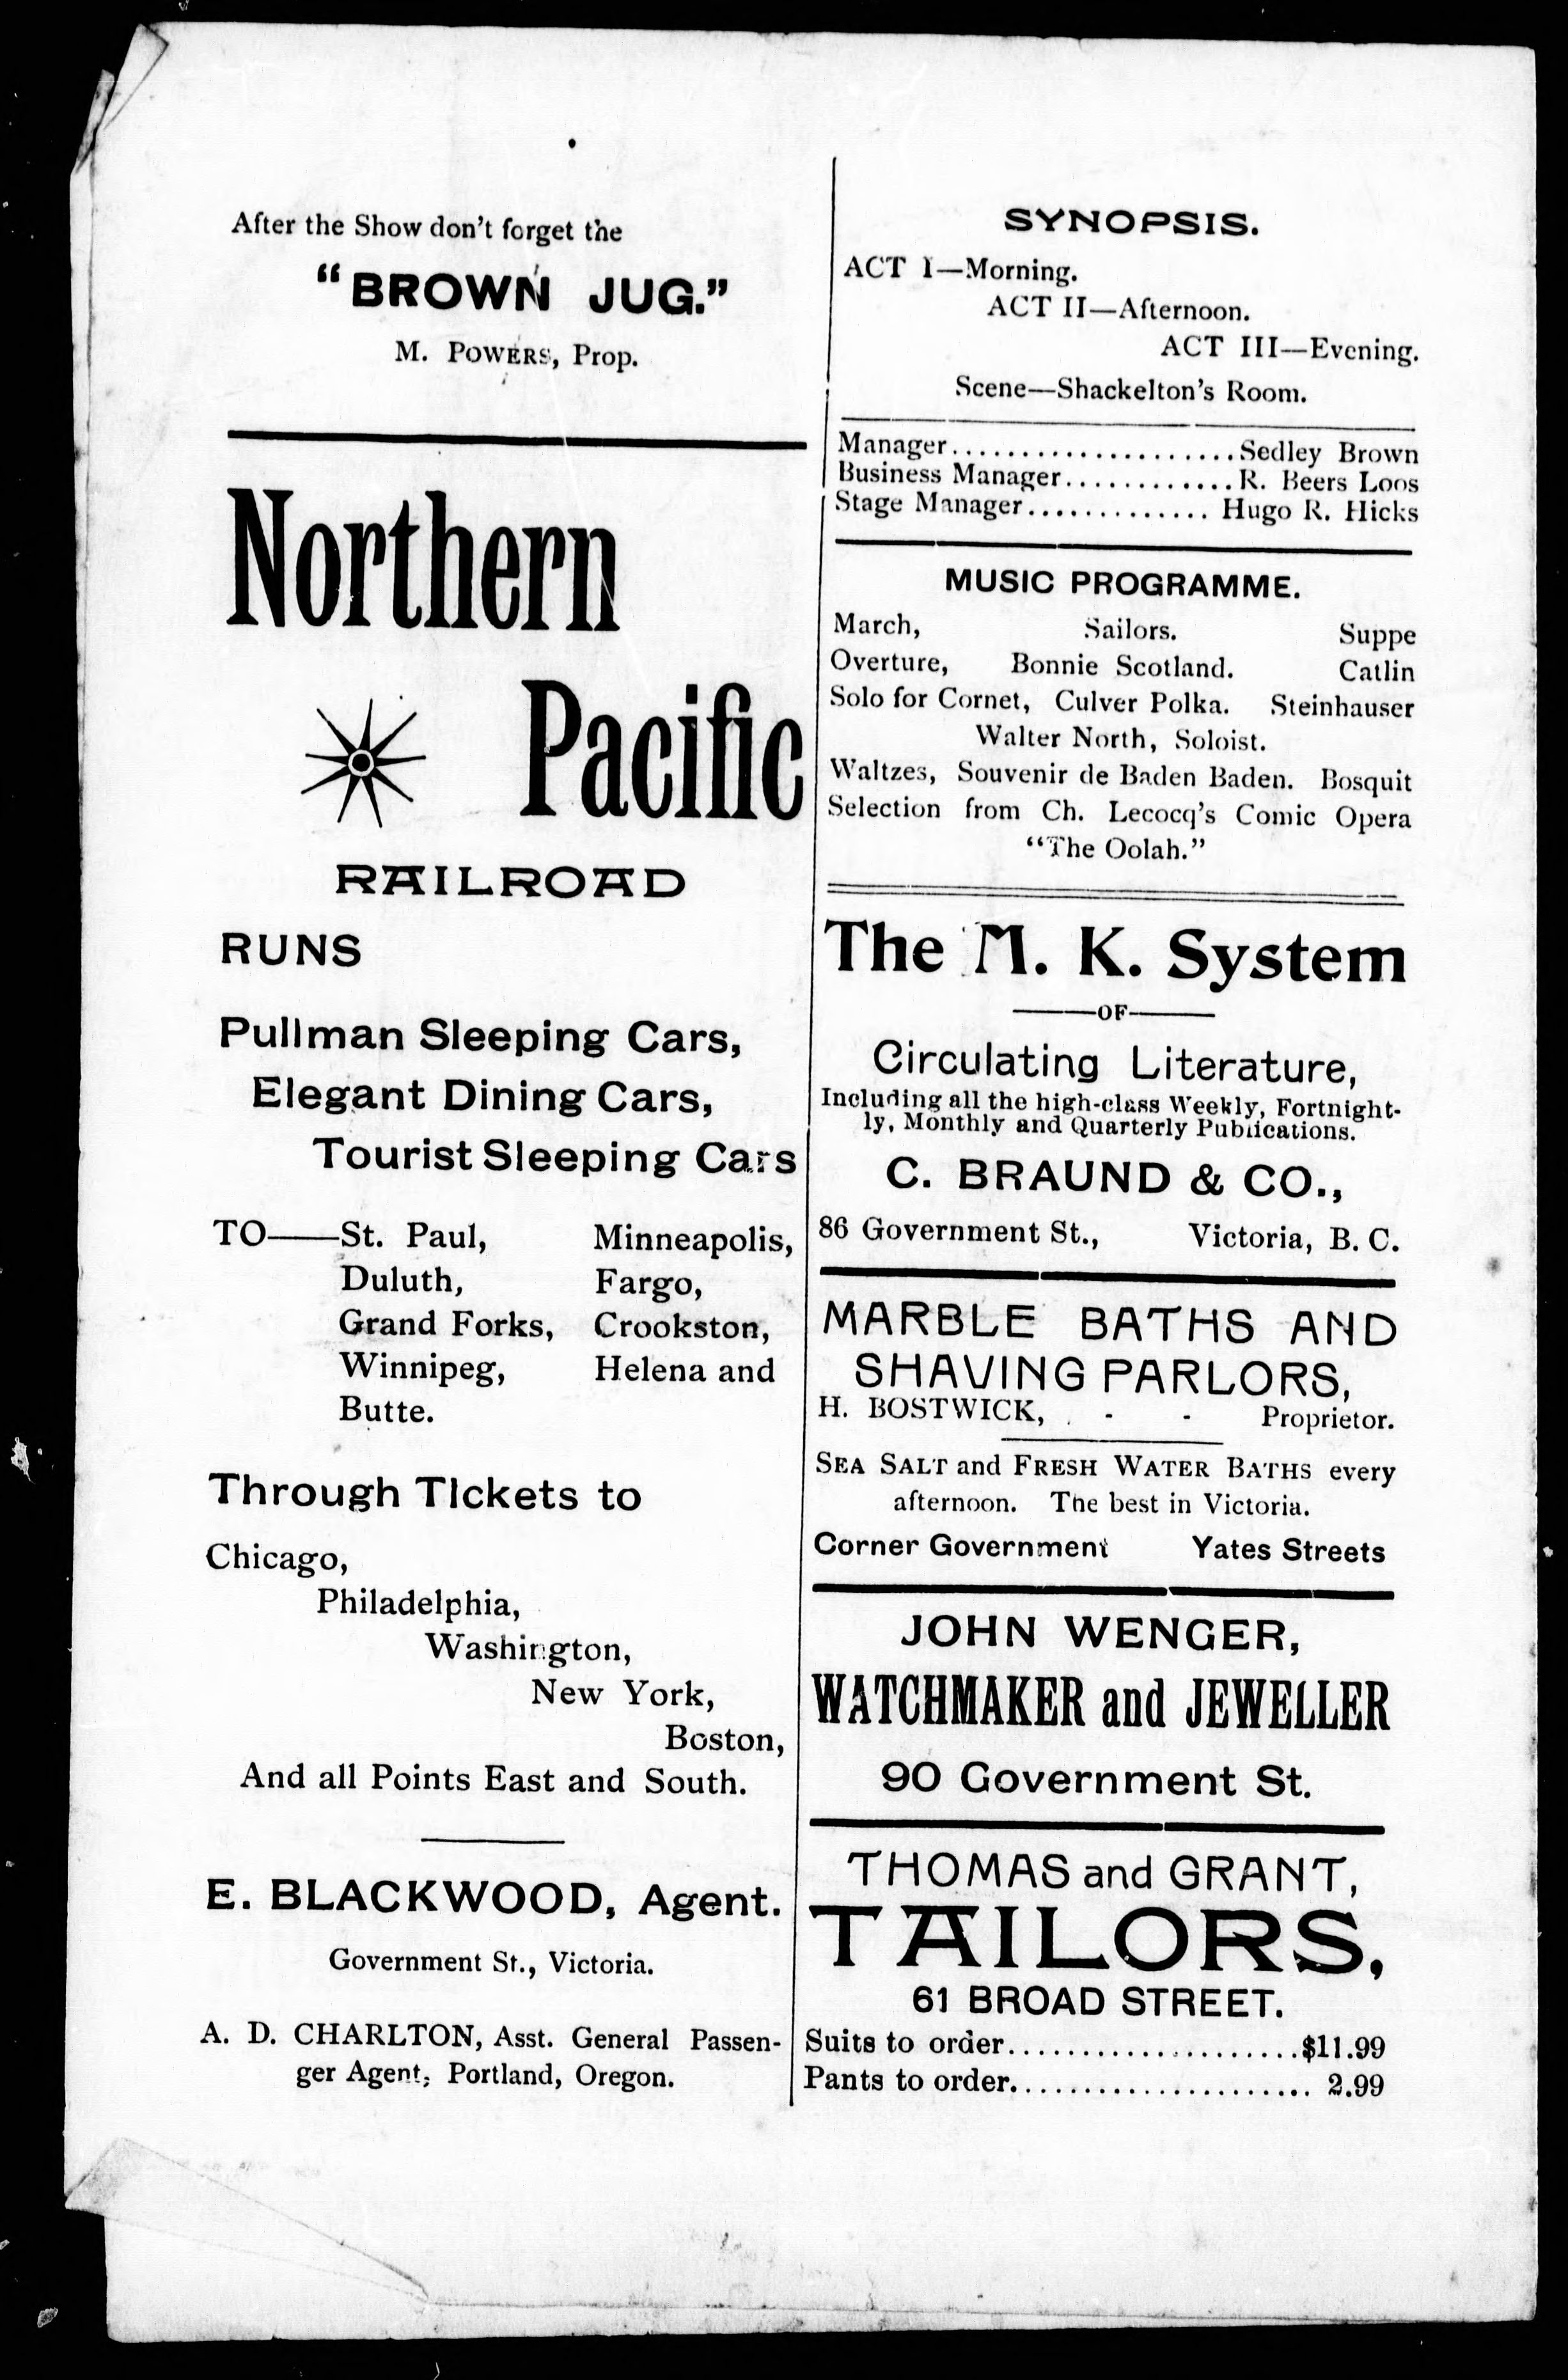 After the Show don't forget the
"BROWN JUG."
M. POWERS, Prop.
Northern
Pacific
RAILROAD
RUNS
Pullman Sleeping Cars,
Elegant Dining Cars,
Tourist Sleeping Cars
TO——St. Paul, Minneapolis,
Duluth, Fargo,
Grand Forks, Crookston,
Winnipeg, Helena and
Butte.
Through Tickets to
Chicago,
Philadelphia,
Washington,
New York,
Boston,
And all Points East and South.
E. BLACKWOOD, Agent.
Government St., Victoria.
A. D. CHARLTON, Asst. General Passen-
ger Agent, Portland, Oregon.
SYNOPSIS.
ACT I—Morning.
ACT II—Afternoon.
ACT III—Evening.
Scene—Shackelton's Room.
Manager.....................Sedley Brown
Business Manager............R. Beers Loos
Stage Manager............. Hugo R. Hicks
MUSIC PROGRAMME.
March, Sailors. Suppe
Overture, Bonnie Scotland. Catlin
Solo for Cornet, Culver Polka. Steinhauser
Walter North, Soloist.
Waltzes, Souvenir de Baden Baden. Bosquit
Selection from Ch. Lecocq's Comic Opera
"The Oolah."
The M. K. System
——OF——
Circulating Literature,
Including all the high-class Weekly, Fortnight-
ly, Monthly and Quarterly Publications.
C. BRAUND & CO.,
86 Government St., Victoria, B. C.
MARBLE BATHS AND
SHAVING PARLORS,
H. BOSTWICK, - - Proprietor.
SEA SALT and FRESH WATER BATHS every
afternoon. The best in Victoria.
Corner Government Yates Streets
JOHN WENGER,
WATCHMAKER and JEWELLER
90 Government St.
THOMAS and GRANT,
TAILORS,
61 BROAD STREET.
Suits to order.....................$11.99
Pants to order...................... 2.99